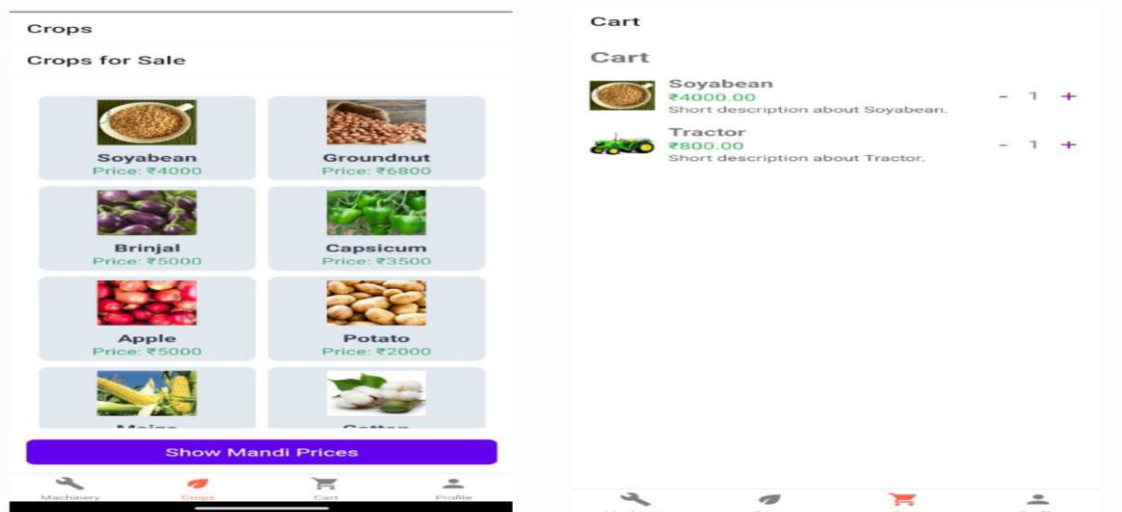 Crops
Crops for Sale
Soyabean
Price: ₹4000
Groundnut
Price: ₹6800
Brinjal
Price: ₹5000
Capsicum
Price: ₹3500
Apple
Price: ₹5000
Potato
Price: ₹2000
Show Mandi Prices
Machinery
Crops
Cart
Profile
Cart
Cart
Soyabean
₹4000.00
Short description about Soyabean.
- 1 +
Tractor
₹800.00
Short description about Tractor.
- 1 +